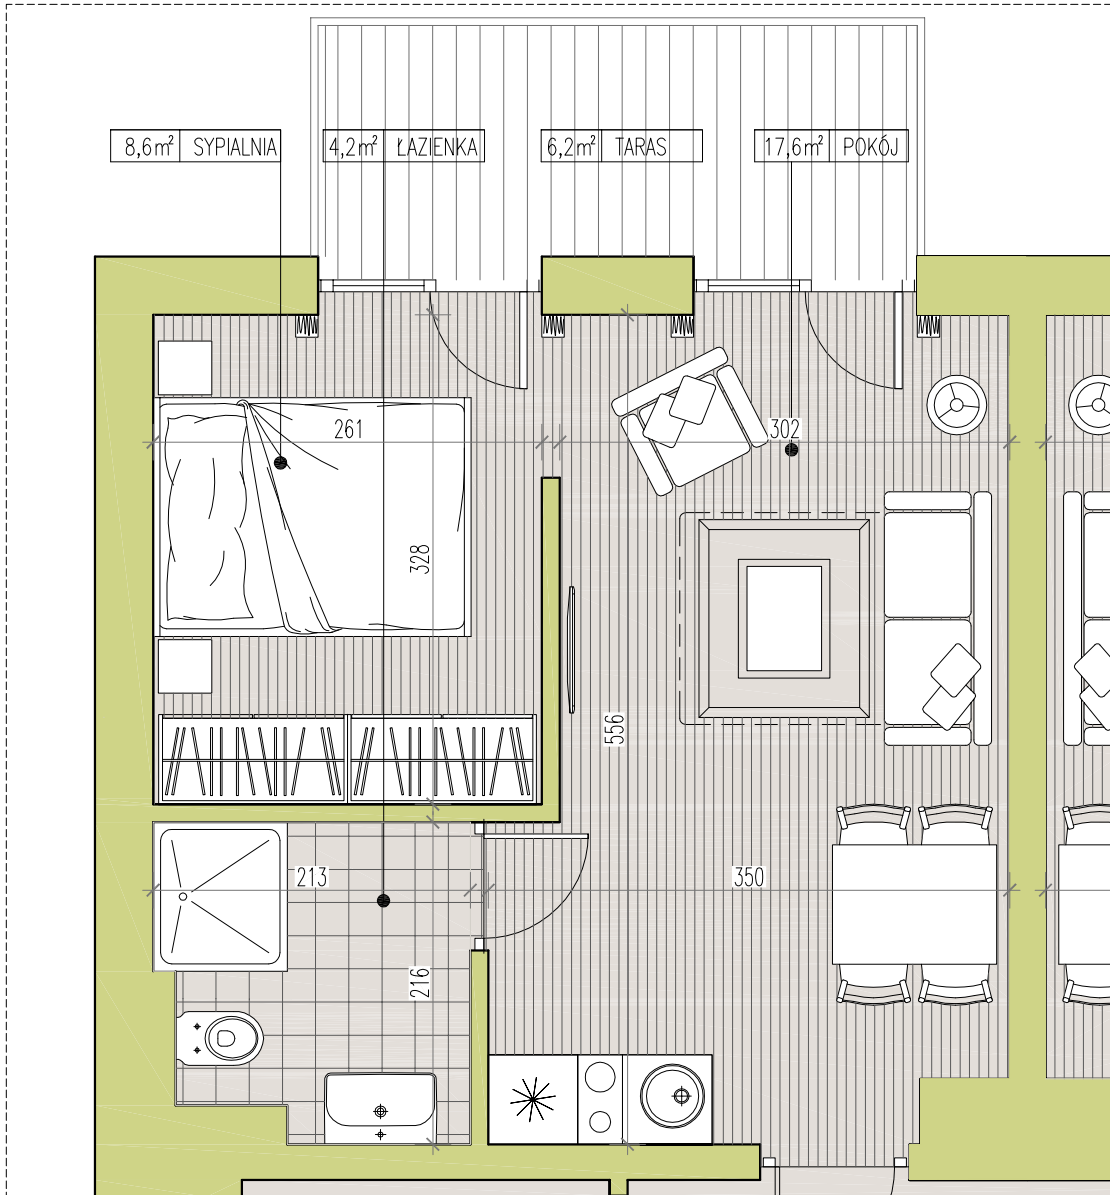 8,6m² SYPIALNIA
4,2m² ŁAZIENKA
6,2m² TARAS
17,6m² POKÓJ
261
302
328
556
213
350
216